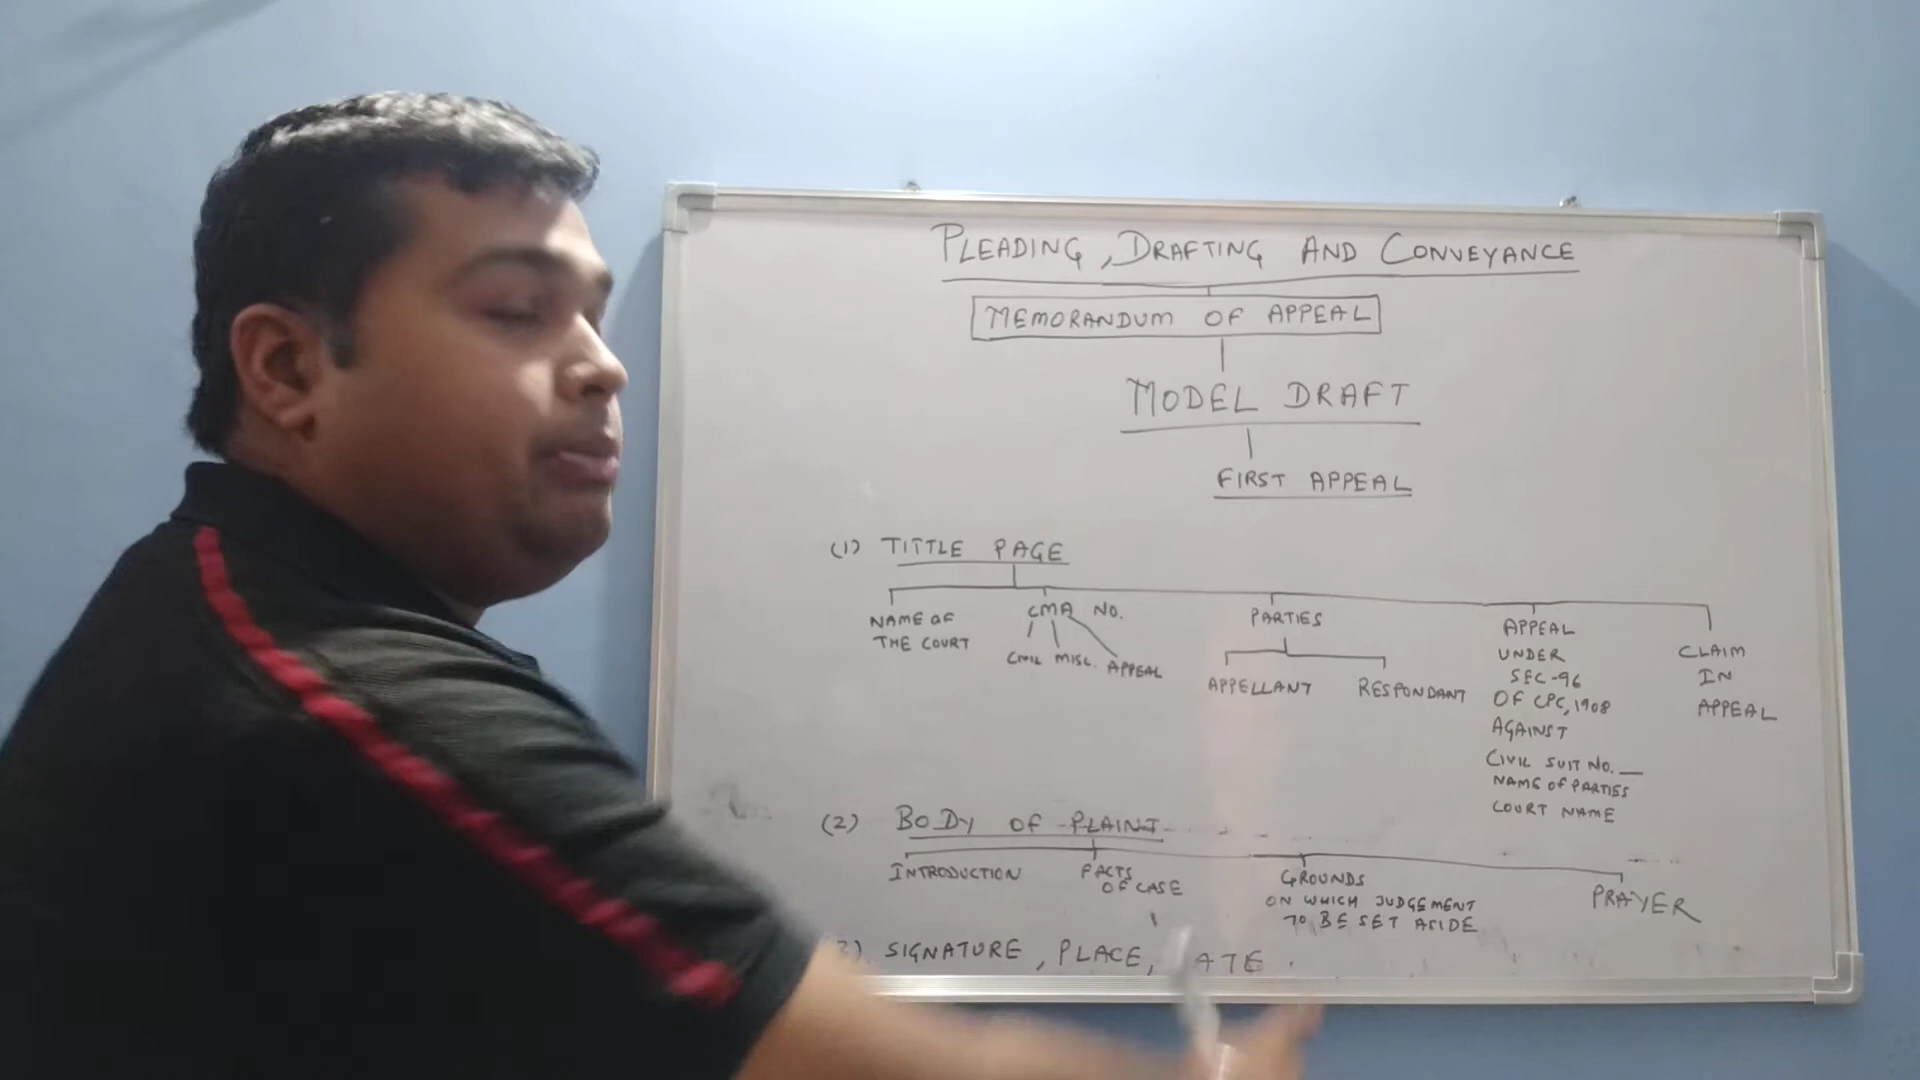 PLEADING, DRAFTING AND CONVEYANCE
MEMORANDUM OF APPEAL
MODEL DRAFT
FIRST APPEAL
(1) TITTLE PAGE
NAME OF
THE COURT
CMA NO.
CIVIL MISC. APPEAL
PARTIES
APPELLANT RESPONDANT
APPEAL
UNDER
SEC-96
OF CPC, 1908
AGAINST
CIVIL SUIT NO. __
NAME OF PARTIES
COURT NAME
CLAIM
IN
APPEAL
(2) BODY OF PLAINT
INTRODUCTION
FACTS
OF CASE
GROUNDS
ON WHICH JUDGEMENT
TO BE SET ASIDE
PRAYER
3) SIGNATURE, PLACE, ATE.